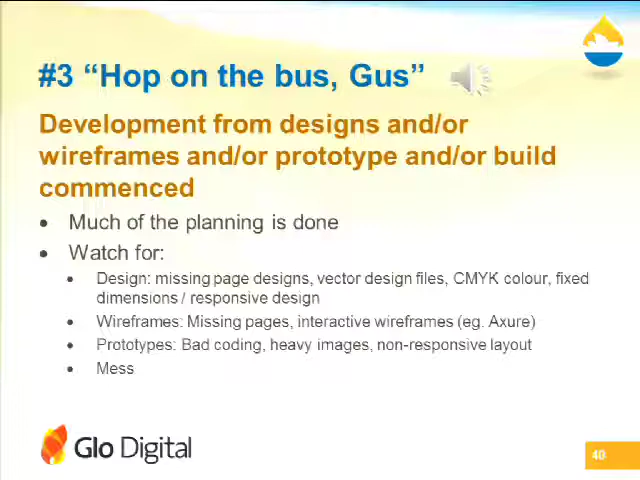 #3 “Hop on the bus, Gus”
Development from designs and/or
wireframes and/or prototype and/or build
commenced
• Much of the planning is done
• Watch for:
• Design: missing page designs, vector design files, CMYK colour, fixed
dimensions / responsive design
• Wireframes: Missing pages, interactive wireframes (eg. Axure)
• Prototypes: Bad coding, heavy images, non-responsive layout
• Mess
Glo Digital
40